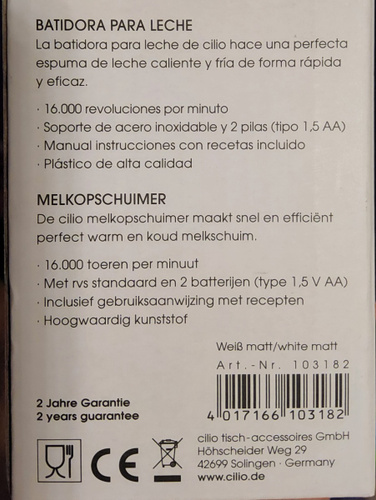 BATIDORA PARA LECHE
La batidora para leche de cilio hace una perfecta
espuma de leche caliente y fría de forma rápida
y eficaz.
· 16.000 revoluciones por minuto
· Soporte de acero inoxidable y 2 pilas (tipo 1,5 AA)
· Manual instrucciones con recetas incluido
· Plástico de alta calidad
MELKOPSCHUIMER
De cilio melkopschuimer maakt snel en efficiënt
perfect warm en koud melkschuim.
· 16.000 toeren per minuut
· Met rvs standaard en 2 batterijen (type 1,5 V AA)
· Inclusief gebruiksaanwijzing met recepten
· Hoogwaardig kunststof
Weiß matt/white matt
Art.-Nr. 103182
4 017166 103182
2 Jahre Garantie
2 years guarantee
CE
cilio tisch-accessoires GmbH
Höhscheider Weg 29
42699 Solingen · Germany
www.cilio.de